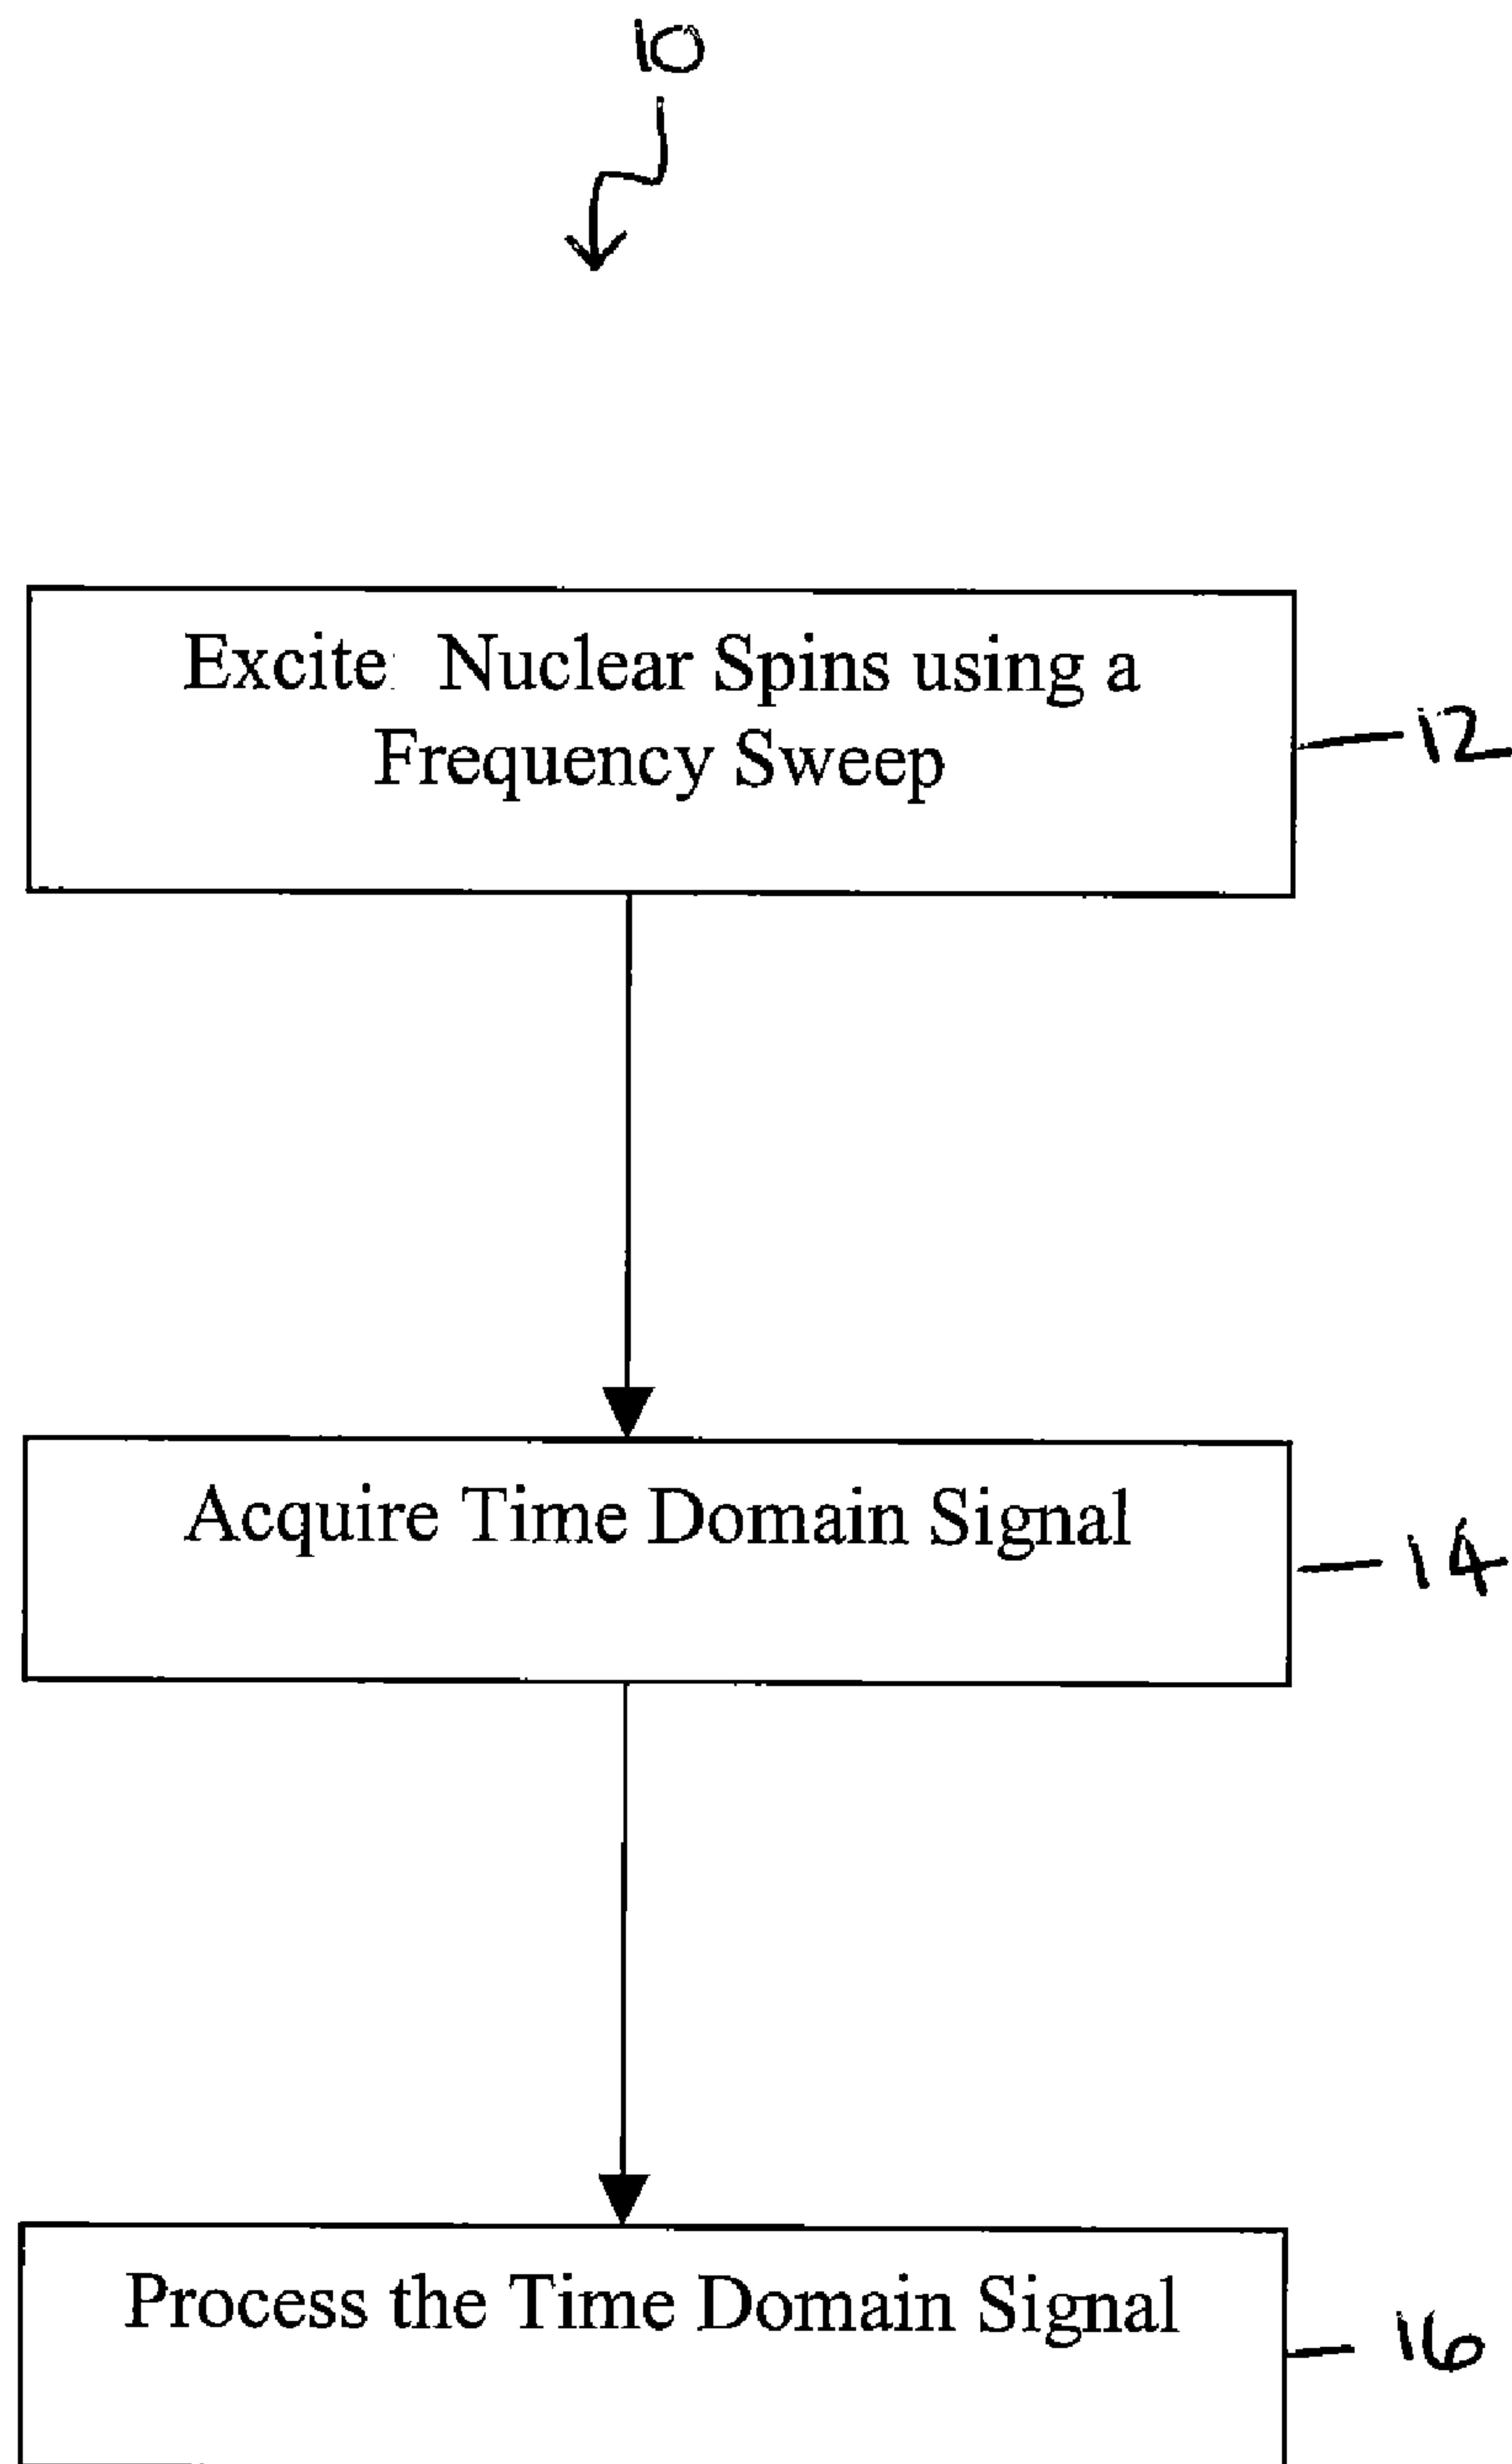 10
Excite Nuclear Spins using a
Frequency Sweep
12
Acquire Time Domain Signal
14
Process the Time Domain Signal
16